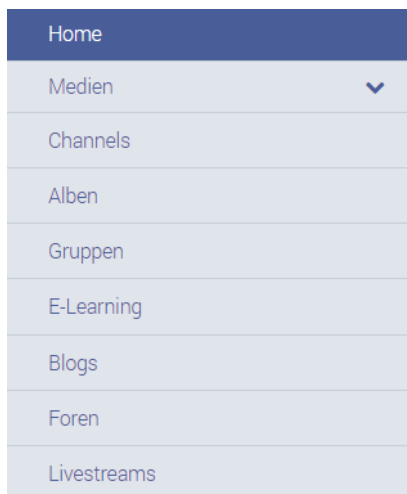 Home
Medien
Channels
Alben
Gruppen
E-Learning
Blogs
Foren
Livestreams